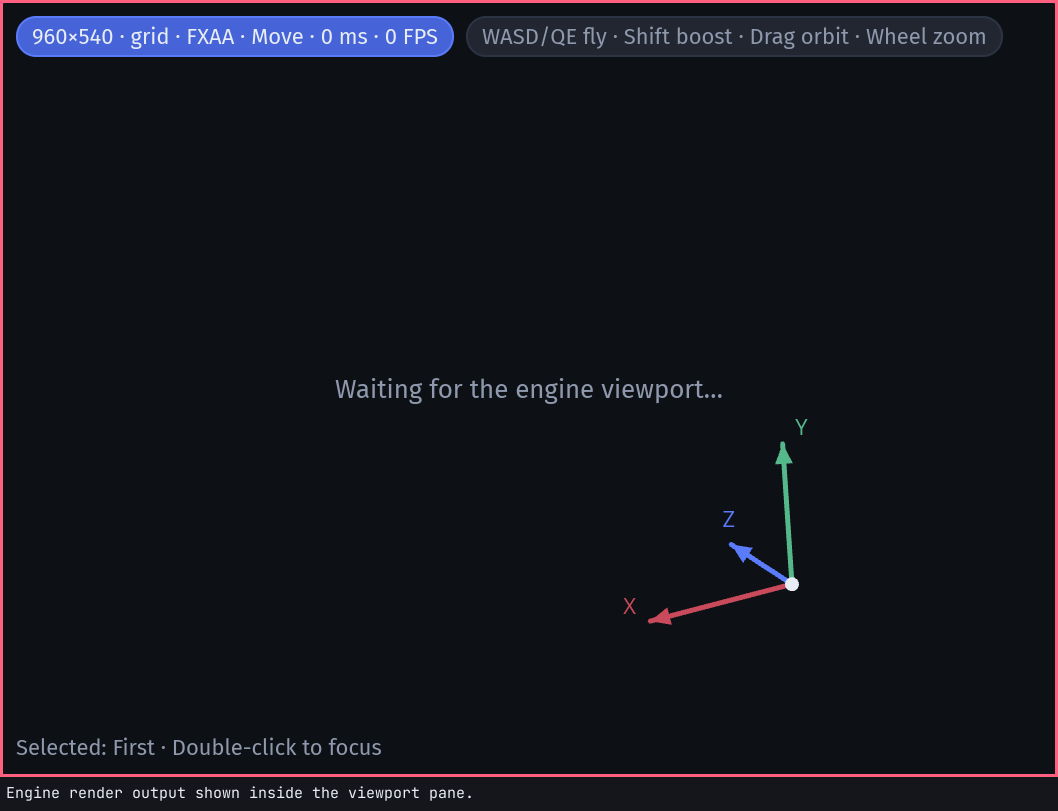 960×540 · grid · FXAA · Move · 0 ms · 0 FPS
WASD/QE fly · Shift boost · Drag orbit · Wheel zoom
Waiting for the engine viewport...
Y
Z
X
Selected: First · Double-click to focus
Engine render output shown inside the viewport pane.